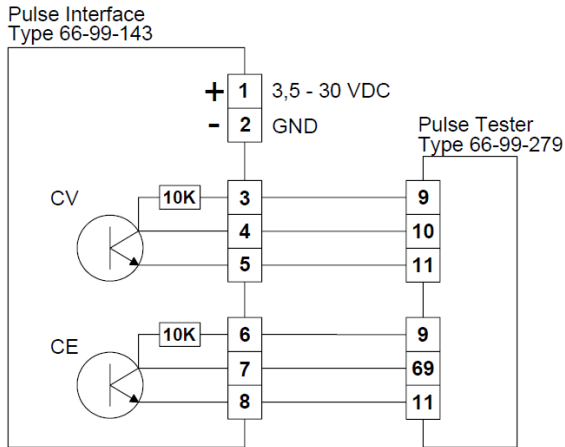 Pulse Interface
Type 66-99-143
+ 1 3,5 - 30 VDC
- 2 GND
Pulse Tester
Type 66-99-279
CV 10K 3 9
4 10
5 11
CE 10K 6 9
7 69
8 11